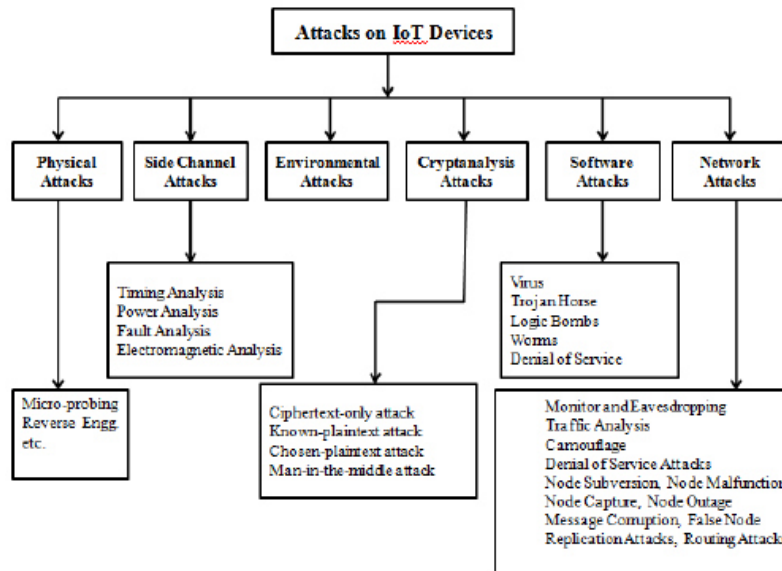 Attacks on IoT Devices
Physical
Attacks
Side Channel
Attacks
Environmental
Attacks
Cryptanalysis
Attacks
Software
Attacks
Network
Attacks
Timing Analysis
Power Analysis
Fault Analysis
Electromagnetic Analysis
Virus
Trojan Horse
Logic Bombs
Worms
Denial of Service
Micro-probing
Reverse Engg.
etc.
Ciphertext-only attack
Known-plaintext attack
Chosen-plaintext attack
Man-in-the-middle attack
Monitor and Eavesdropping
Traffic Analysis
Camouflage
Denial of Service Attacks
Node Subversion, Node Malfunction
Node Capture, Node Outage
Message Corruption, False Node
Replication Attacks, Routing Attack